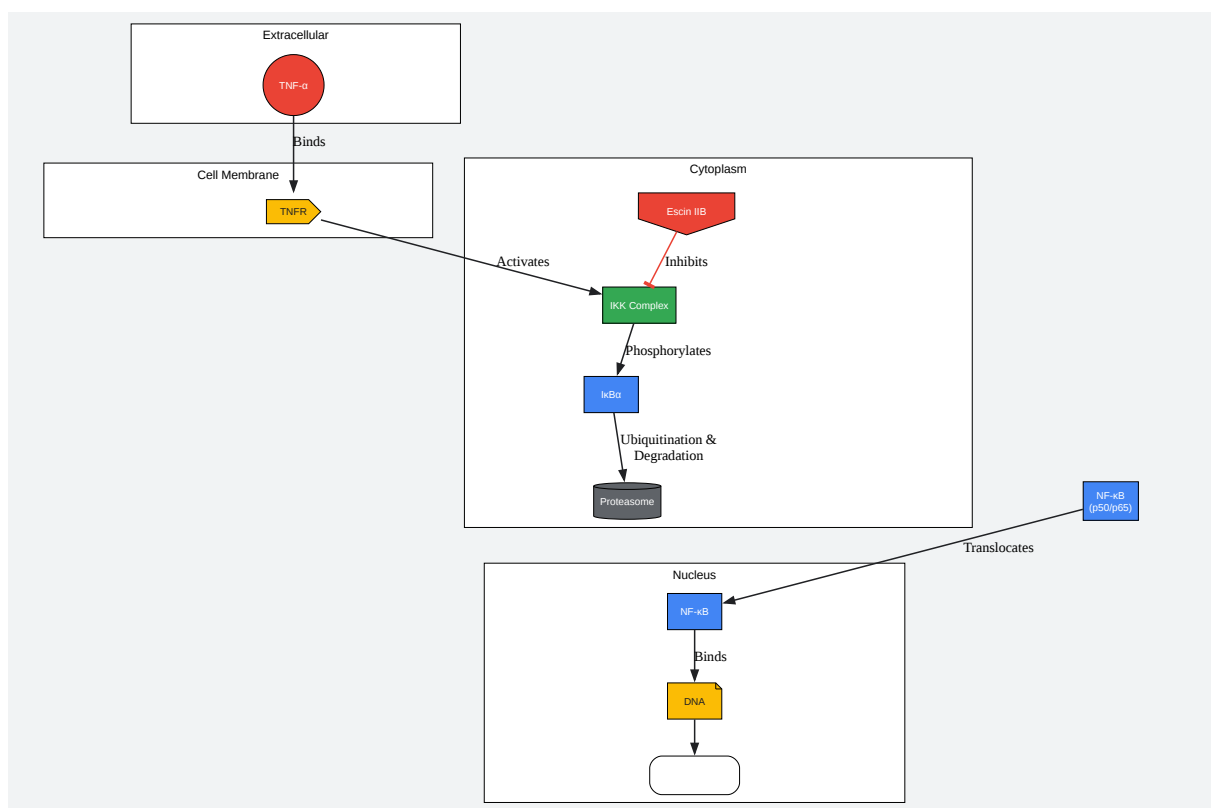 Extracellular
TNF-α
Binds
Cell Membrane
TNFR
Activates
Cytoplasm
Escin IIB
Inhibits
IKK Complex
Phosphorylates
IκBα
Ubiquitination &
Degradation
Proteasome
NF-κB
(p50/p65)
Translocates
Nucleus
NF-κB
Binds
DNA